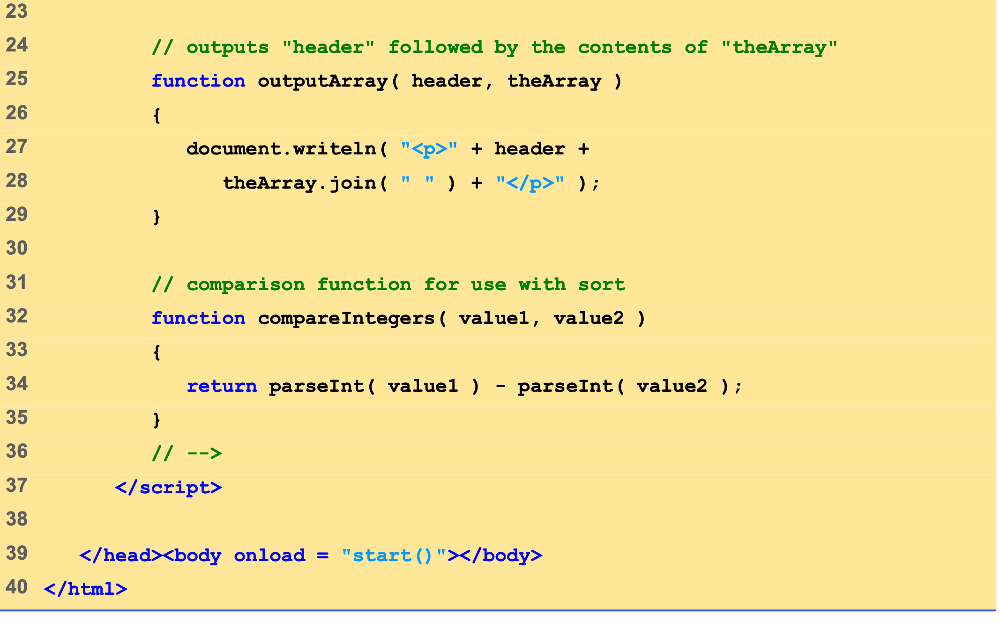 23
24 // outputs "header" followed by the contents of "theArray"
25 function outputArray( header, theArray )
26 {
27 document.writeln( "<p>" + header +
28 theArray.join( " " ) + "</p>" );
29 }
30
31 // comparison function for use with sort
32 function compareIntegers( value1, value2 )
33 {
34 return parseInt( value1 ) - parseInt( value2 );
35 }
36 // -->
37 </script>
38
39 </head><body onload = "start()"></body>
40 </html>